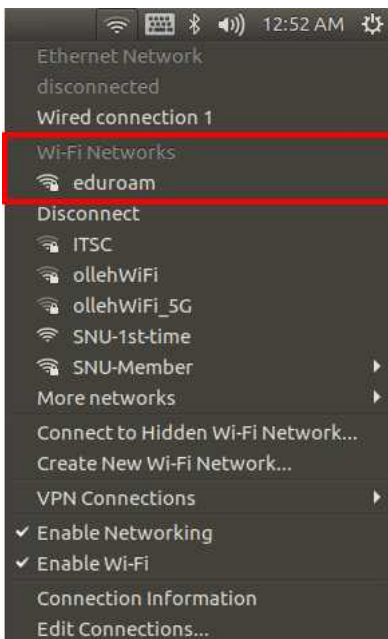 12:52 AM
Ethernet Network
disconnected
Wired connection 1
Wi-Fi Networks
eduroam
Disconnect
ITSC
ollehWiFi
ollehWiFi_5G
SNU-1st-time
SNU-Member
More networks
Connect to Hidden Wi-Fi Network...
Create New Wi-Fi Network...
VPN Connections
Enable Networking
Enable Wi-Fi
Connection Information
Edit Connections...